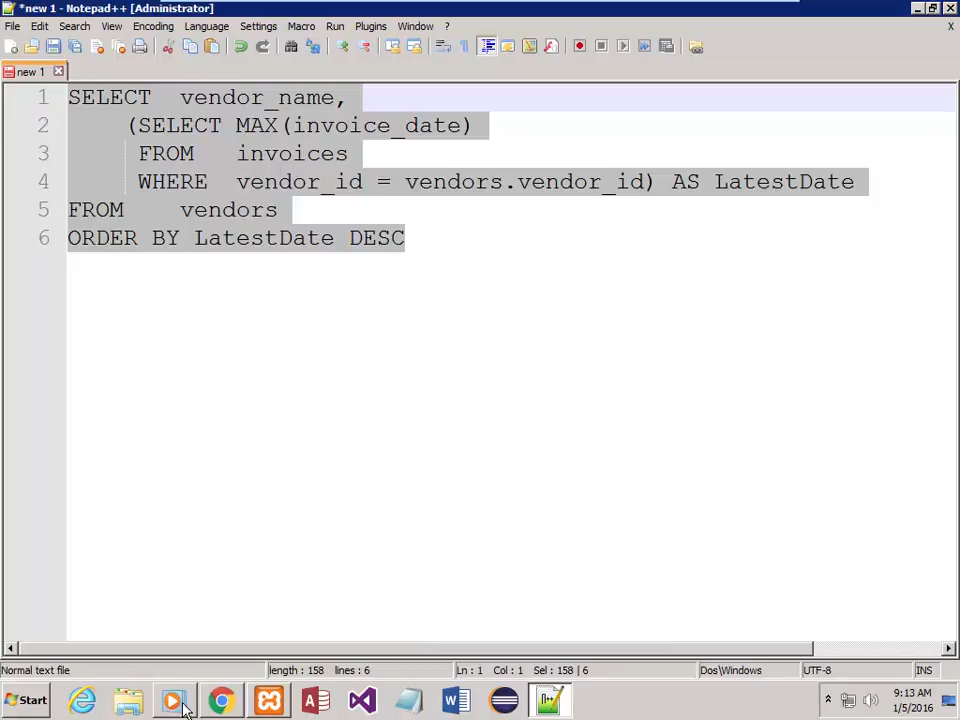 *new 1 - Notepad++ [Administrator]
File Edit Search View Encoding Language Settings Macro Run Plugins Window ? X
new 1
1 SELECT vendor_name,
2 (SELECT MAX(invoice_date)
3 FROM invoices
4 WHERE vendor_id = vendors.vendor_id) AS LatestDate
5 FROM vendors
6 ORDER BY LatestDate DESC
Normal text file length : 158 lines : 6 Ln : 1 Col : 1 Sel : 158 | 6 Dos\Windows UTF-8 INS
Start 9:13 AM
1/5/2016